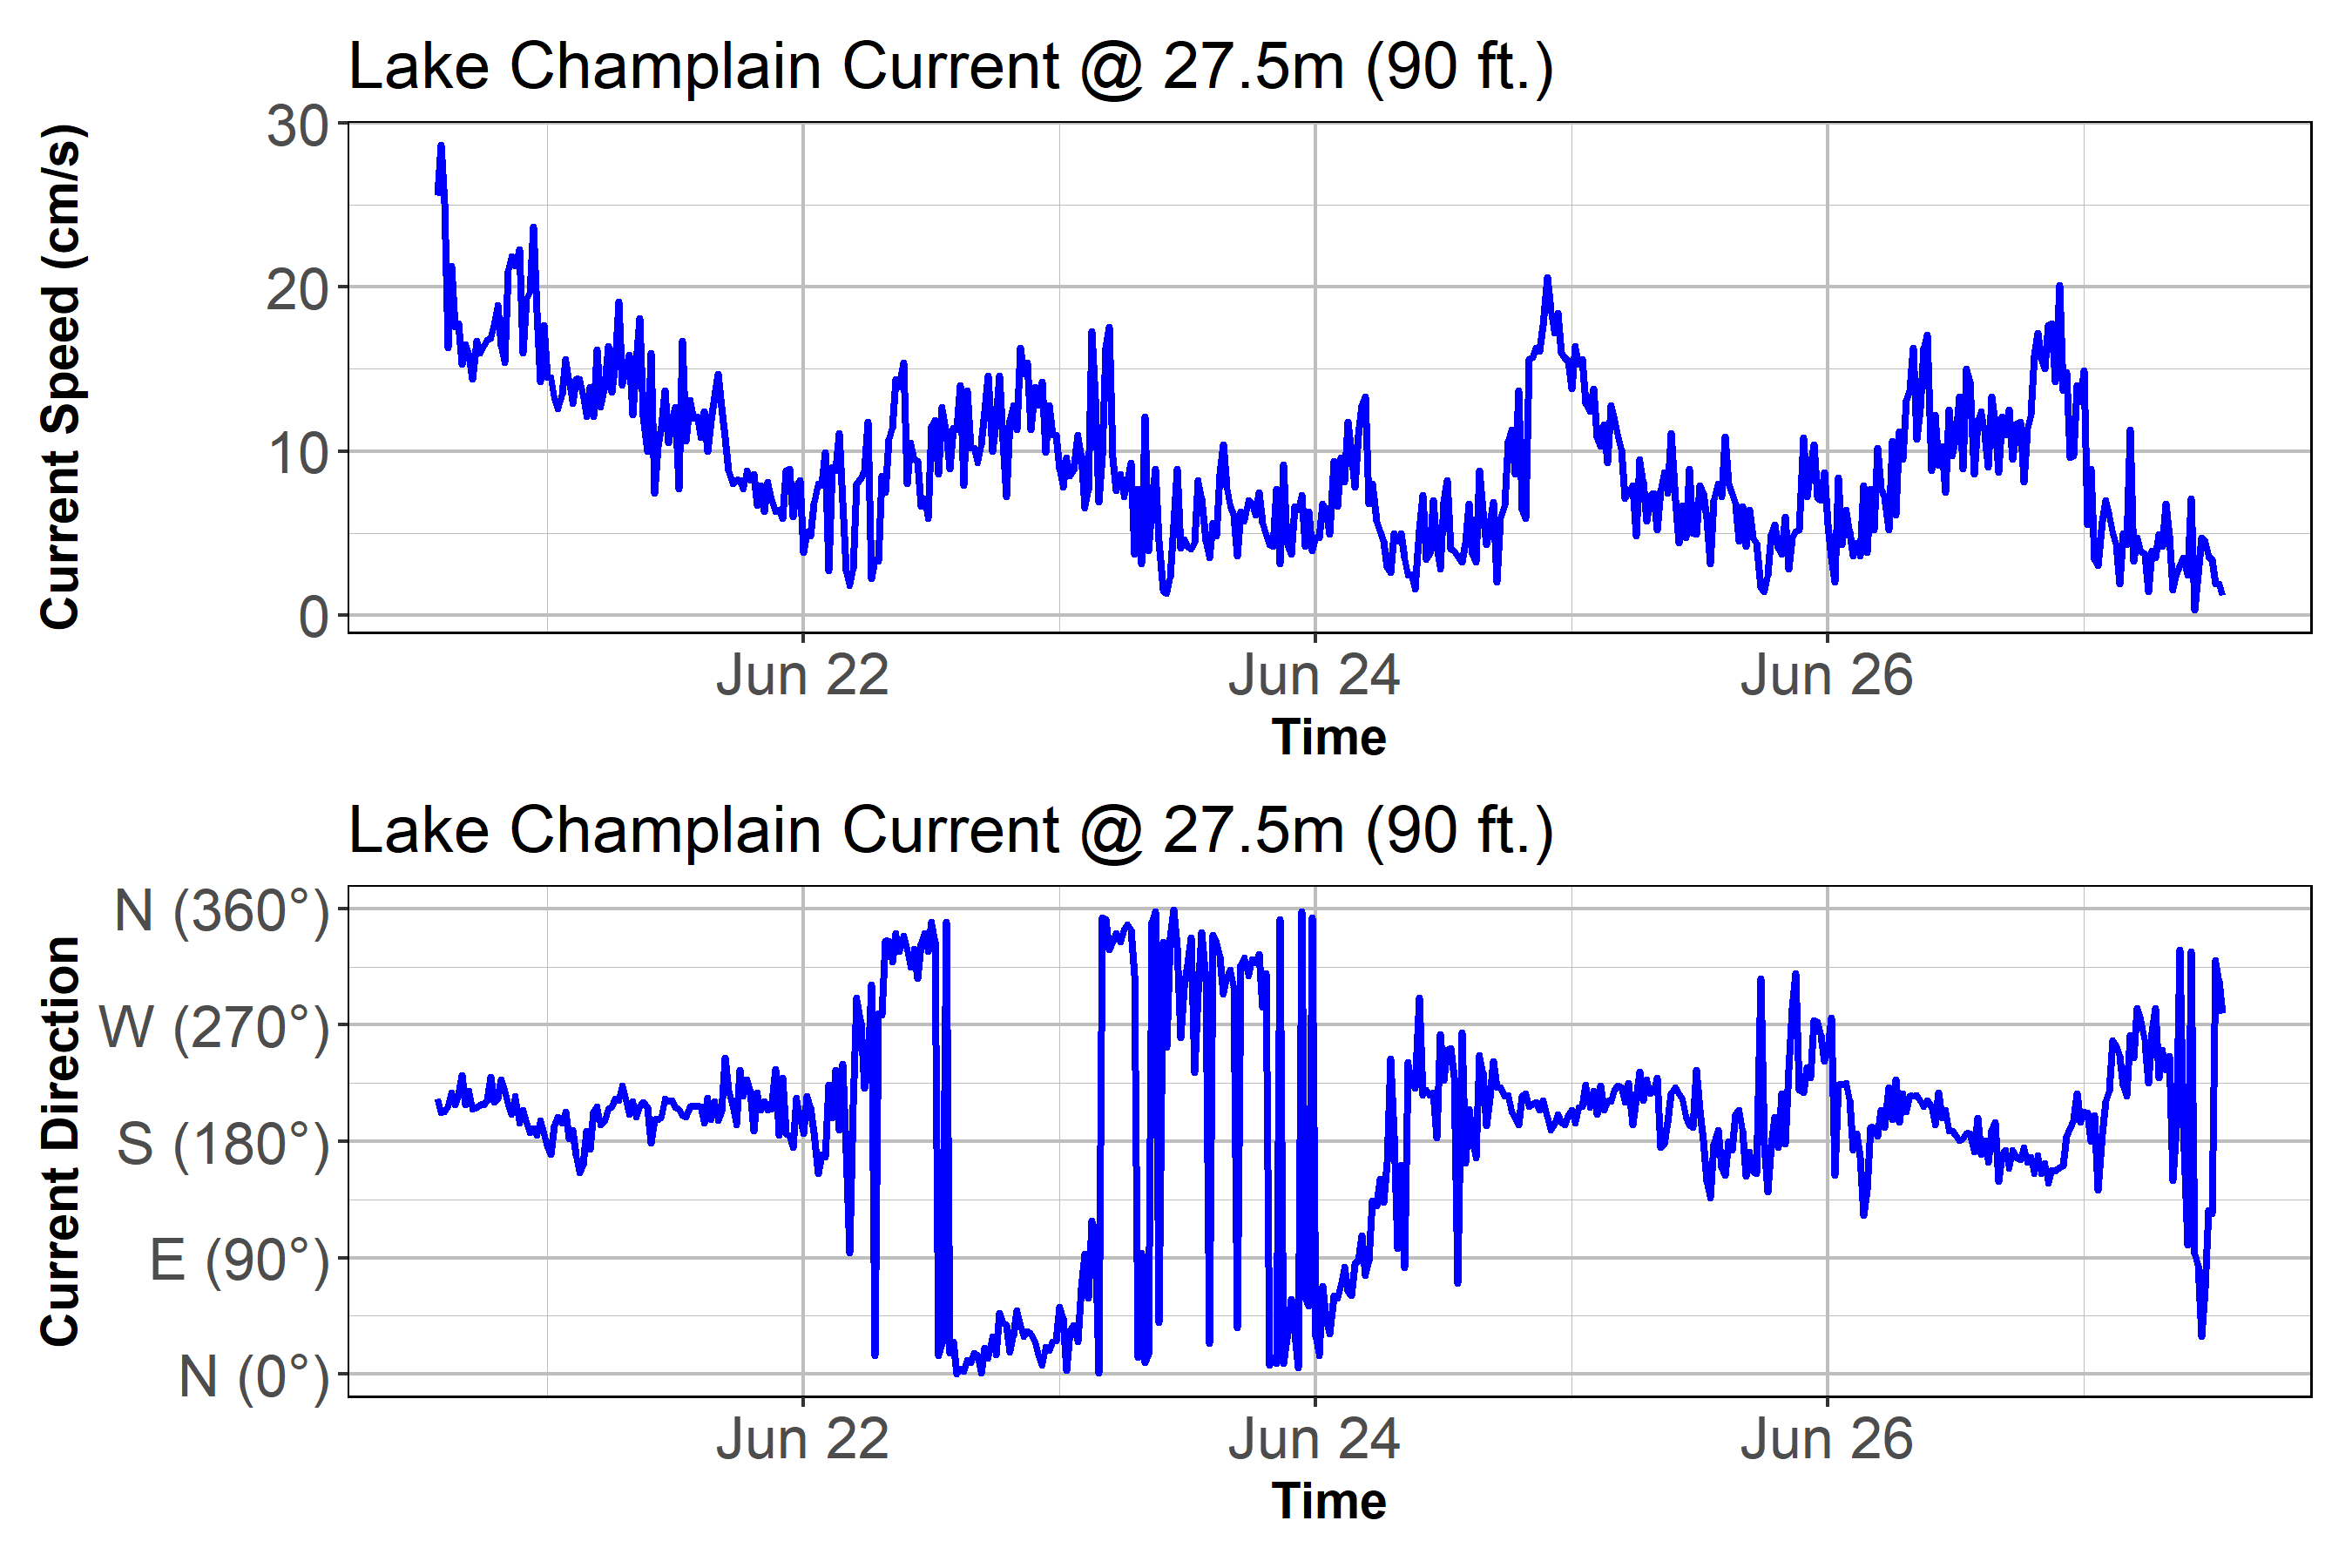 Lake Champlain Current @ 27.5m (90 ft.)
Current Speed (cm/s)
30
20
10
0
Jun 22 Jun 24 Jun 26
Time
Lake Champlain Current @ 27.5m (90 ft.)
Current Direction
N (360°)
W (270°)
S (180°)
E (90°)
N (0°)
Jun 22 Jun 24 Jun 26
Time